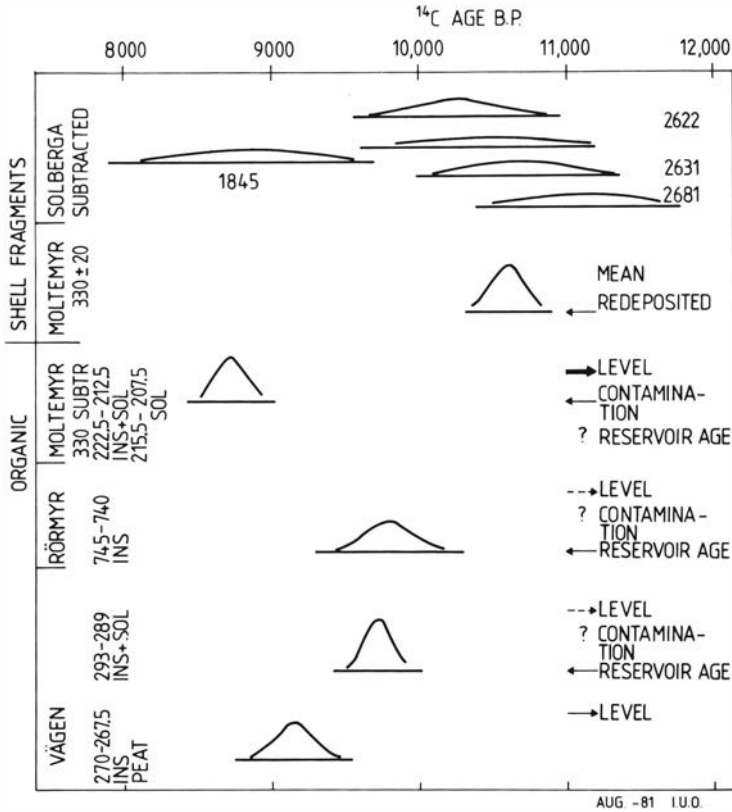 ¹⁴C AGE B.P.
8000 9000 10,000 11,000 12,000
SHELL FRAGMENTS
SOLBERGA
SUBTRACTED
2622
2631
2681
1845
MOLTEMYR
330±20
MEAN
REDEPOSITED
ORGANIC
MOLTEMYR
330 SUBTR
222.5-212.5
INS+SOL
215.5-207.5
SOL
LEVEL
CONTAMINA-
TION
? RESERVOIR AGE
RÖRMYR
745-740
INS
LEVEL
? CONTAMINA-
TION
RESERVOIR AGE
VÄGEN
293-289
INS+SOL
LEVEL
? CONTAMINA-
TION
RESERVOIR AGE
270-267.5
INS
PEAT
LEVEL
AUG. -81 I.U.O.